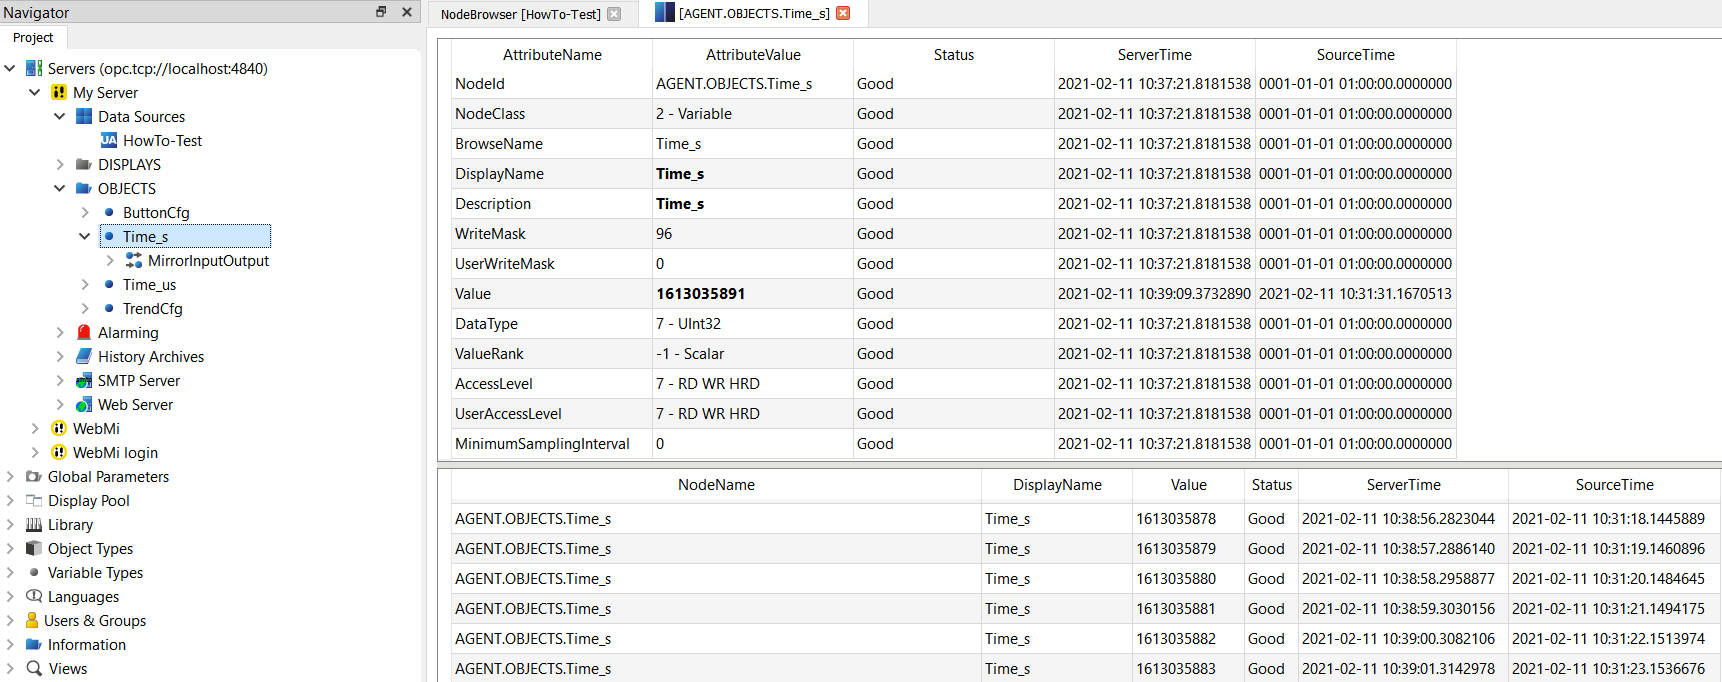 Navigator
Project
Servers (opc.tcp://localhost:4840)
My Server
Data Sources
UA HowTo-Test
DISPLAYS
OBJECTS
ButtonCfg
Time_s
MirrorInputOutput
Time_us
TrendCfg
Alarming
History Archives
SMTP Server
Web Server
WebMi
WebMi login
Global Parameters
Display Pool
Library
Object Types
Variable Types
Languages
Users & Groups
Information
Views
NodeBrowser [HowTo-Test] [AGENT.OBJECTS.Time_s]
AttributeName AttributeValue Status ServerTime SourceTime
NodeId AGENT.OBJECTS.Time_s Good 2021-02-11 10:37:21.8181538 0001-01-01 01:00:00.0000000
NodeClass 2 - Variable Good 2021-02-11 10:37:21.8181538 0001-01-01 01:00:00.0000000
BrowseName Time_s Good 2021-02-11 10:37:21.8181538 0001-01-01 01:00:00.0000000
DisplayName Time_s Good 2021-02-11 10:37:21.8181538 0001-01-01 01:00:00.0000000
Description Time_s Good 2021-02-11 10:37:21.8181538 0001-01-01 01:00:00.0000000
WriteMask 96 Good 2021-02-11 10:37:21.8181538 0001-01-01 01:00:00.0000000
UserWriteMask 0 Good 2021-02-11 10:37:21.8181538 0001-01-01 01:00:00.0000000
Value 1613035891 Good 2021-02-11 10:39:09.3732890 2021-02-11 10:31:31.1670513
DataType 7 - UInt32 Good 2021-02-11 10:37:21.8181538 0001-01-01 01:00:00.0000000
ValueRank -1 - Scalar Good 2021-02-11 10:37:21.8181538 0001-01-01 01:00:00.0000000
AccessLevel 7 - RD WR HRD Good 2021-02-11 10:37:21.8181538 0001-01-01 01:00:00.0000000
UserAccessLevel 7 - RD WR HRD Good 2021-02-11 10:37:21.8181538 0001-01-01 01:00:00.0000000
MinimumSamplingInterval 0 Good 2021-02-11 10:37:21.8181538 0001-01-01 01:00:00.0000000
NodeName DisplayName Value Status ServerTime SourceTime
AGENT.OBJECTS.Time_s Time_s 1613035878 Good 2021-02-11 10:38:56.2823044 2021-02-11 10:31:18.1445889
AGENT.OBJECTS.Time_s Time_s 1613035879 Good 2021-02-11 10:38:57.2886140 2021-02-11 10:31:19.1460896
AGENT.OBJECTS.Time_s Time_s 1613035880 Good 2021-02-11 10:38:58.2958877 2021-02-11 10:31:20.1484645
AGENT.OBJECTS.Time_s Time_s 1613035881 Good 2021-02-11 10:38:59.3030156 2021-02-11 10:31:21.1494175
AGENT.OBJECTS.Time_s Time_s 1613035882 Good 2021-02-11 10:39:00.3082106 2021-02-11 10:31:22.1513974
AGENT.OBJECTS.Time_s Time_s 1613035883 Good 2021-02-11 10:39:01.3142978 2021-02-11 10:31:23.1536676